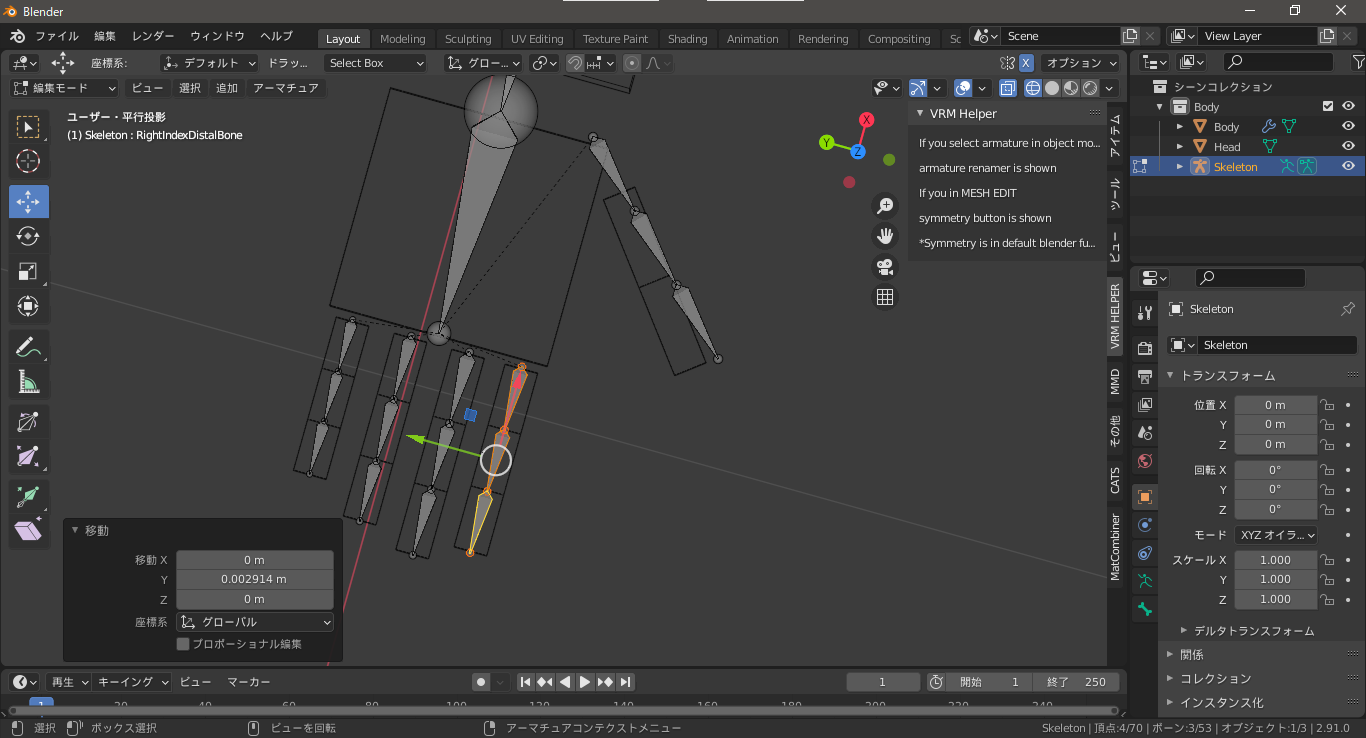 Blender
ファイル 編集 レンダー ウィンドウ ヘルプ Layout Modeling Sculpting UV Editing Texture Paint Shading Animation Rendering Compositing Sc Scene View Layer
座標系: デフォルト ドラッ... Select Box グロー... X オプション
編集モード ビュー 選択 追加 アーマチュア
ユーザー・平行投影
(1) Skeleton : RightIndexDistalBone
X
Y
Z
VRM Helper
If you select armature in object mo...
armature renamer is shown
If you in MESH EDIT
symmetry button is shown
*Symmetry is in default blender fu...
アイテム
ツール
ビュー
VRM HELPER
MMD
その他
CATS
MatCombiner
シーンコレクション
Body
Body
Head
Skeleton
Skeleton
Skeleton
トランスフォーム
位置 X 0 m
Y 0 m
Z 0 m
回転 X 0°
Y 0°
Z 0°
モード XYZ オイラ...
スケール X 1.000
Y 1.000
Z 1.000
デルタトランスフォーム
関係
コレクション
インスタンス化
移動
移動 X 0 m
Y 0.002914 m
Z 0 m
座標系 グローバル
プロポーショナル編集
再生 キーイング ビュー マーカー 1 開始 1 終了 250
1 20 40 60 80 100 120 140 160 180 200 220 240
選択 ボックス選択 ビューを回転 アーマチュアコンテクストメニュー Skeleton | 頂点:4/70 | ボーン:3/53 | オブジェクト:1/3 | 2.91.0